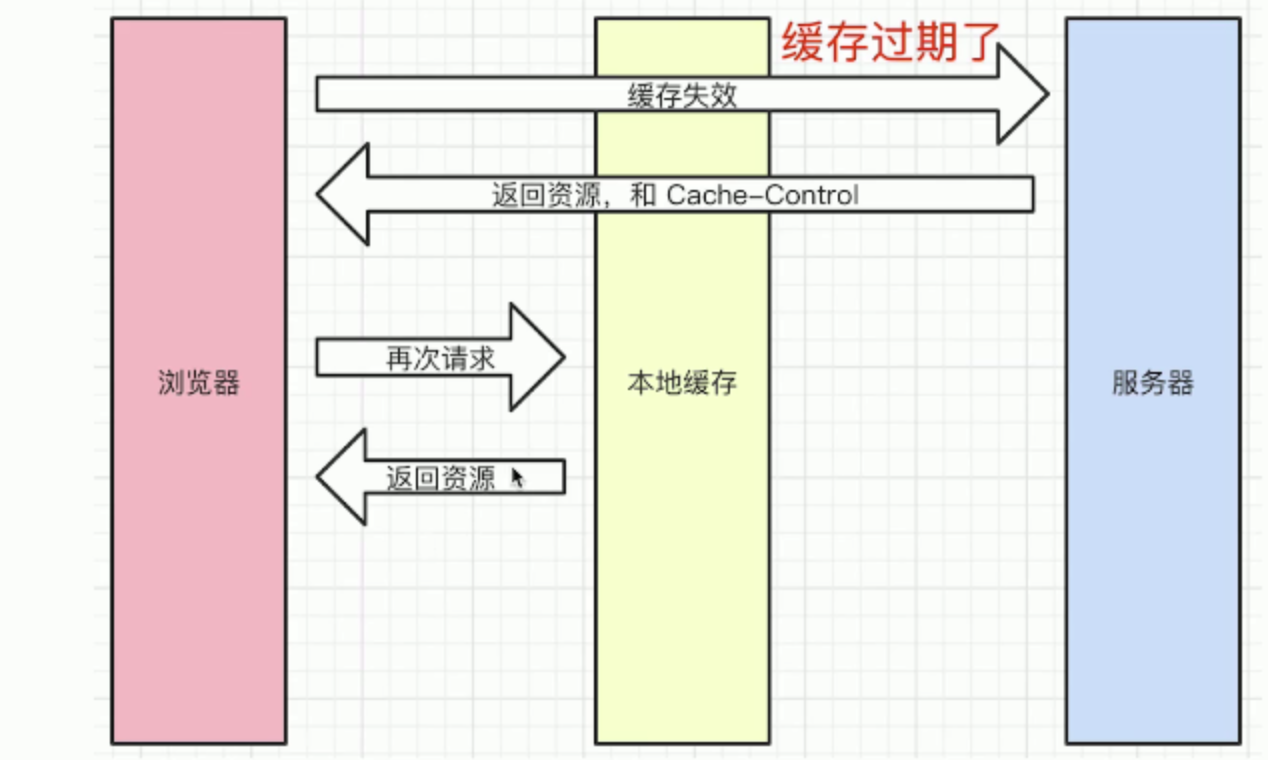 缓存过期了
缓存失效
返回资源，和 Cache-Control
再次请求
浏览器
本地缓存
服务器
返回资源